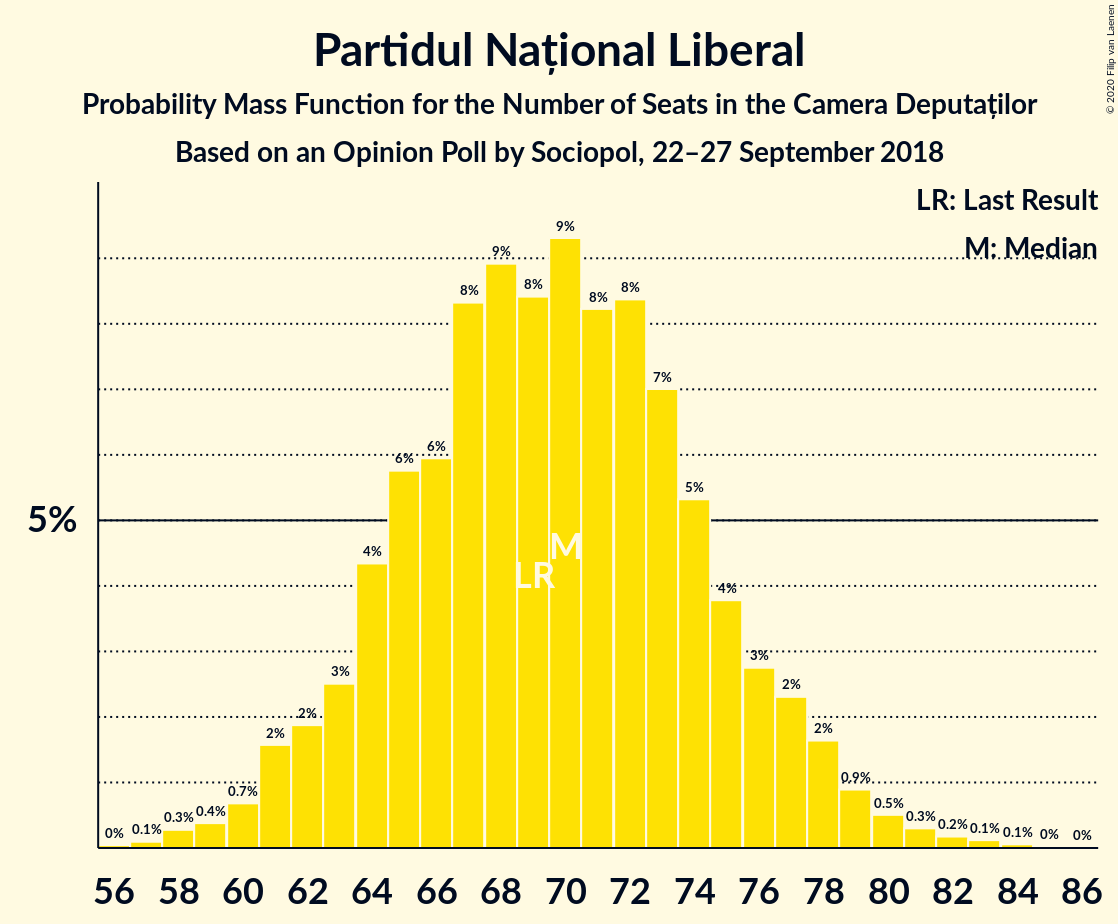 Partidul Național Liberal
Probability Mass Function for the Number of Seats in the Camera Deputaților
Based on an Opinion Poll by Sociopol, 22–27 September 2018
© 2020 Filip van Laenen
LR: Last Result
M: Median
5%
0% 0.1% 0.3% 0.4% 0.7% 2% 2% 3% 4% 6% 6% 8% 9% 8% 9% 8% 8% 7% 5% 4% 3% 2% 2% 0.9% 0.5% 0.3% 0.2% 0.1% 0.1% 0% 0%
M
LR
56 58 60 62 64 66 68 70 72 74 76 78 80 82 84 86